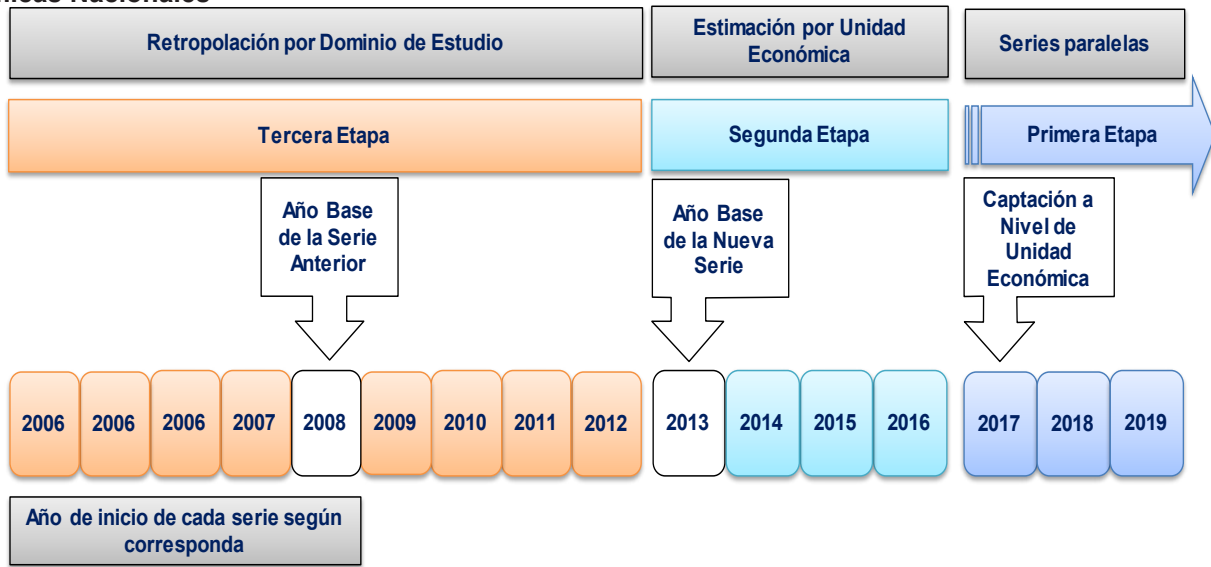 Retropolación por Dominio de Estudio
Estimación por Unidad
Económica
Series paralelas
Tercera Etapa
Segunda Etapa
Primera Etapa
Año Base
de la Serie
Anterior
Año Base
de la Nueva
Serie
Captación a
Nivel de
Unidad
Económica
2006 2006 2006 2007 2008 2009 2010 2011 2012 2013 2014 2015 2016 2017 2018 2019
Año de inicio de cada serie según
corresponda